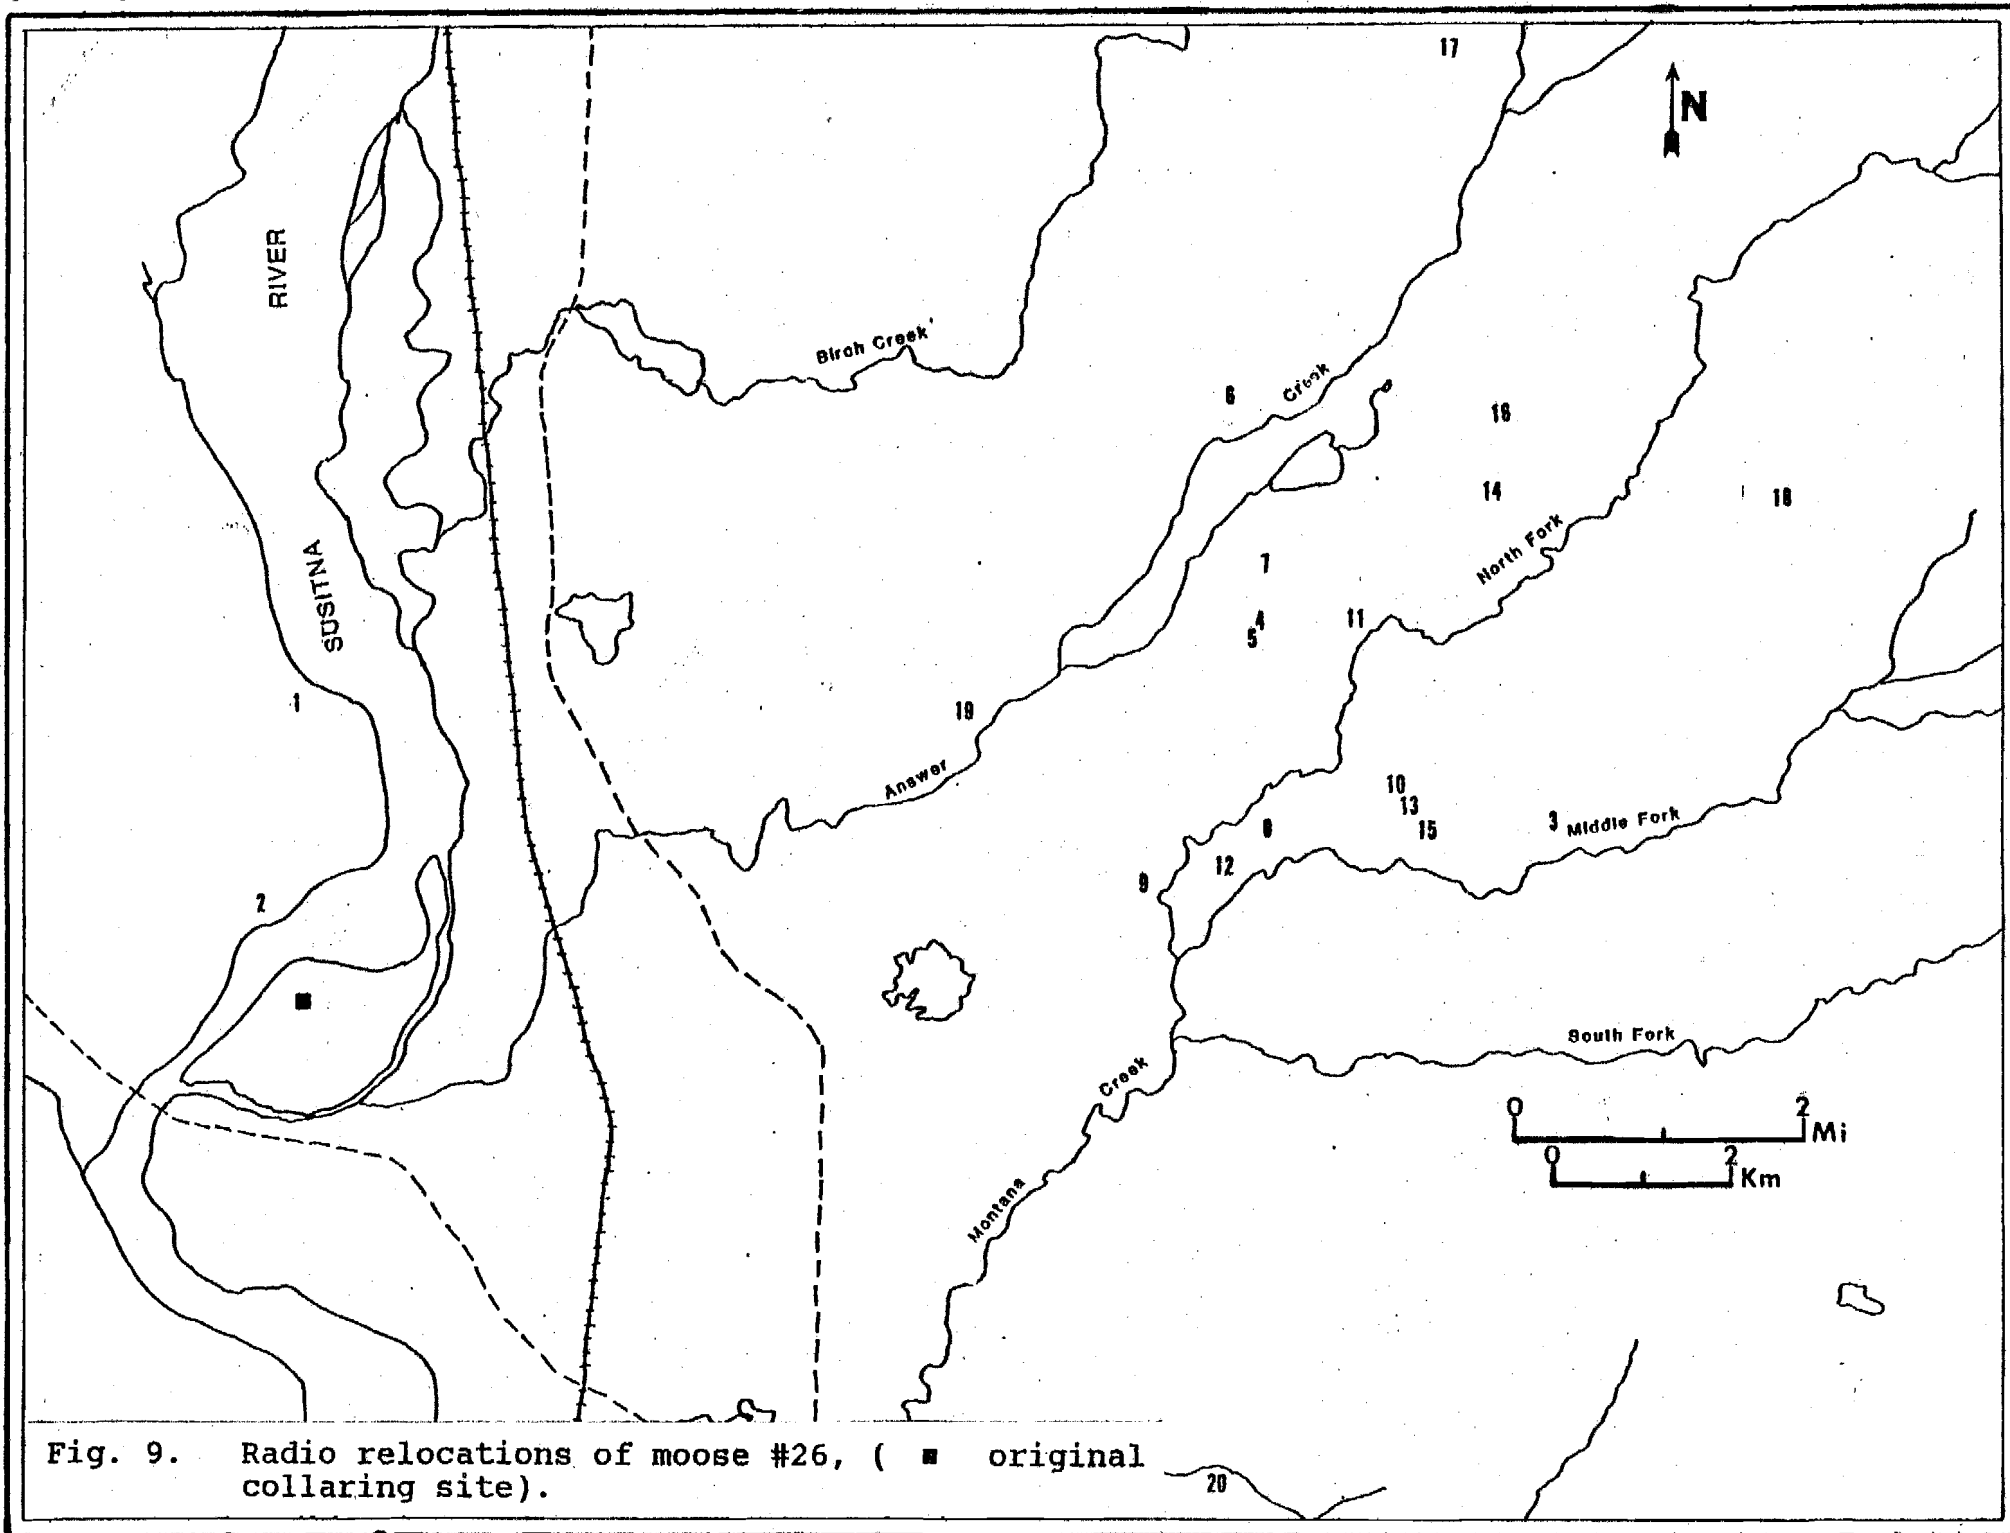 17
N
RIVER
Birch Creek
6
Creek
16
14
18
North Fork
7
4
5
11
SUSITNA
1
19
Answer
10
13
15
3
Middle Fork
8
12
9
2
South Fork
Creek
0 2 Mi
0 2 Km
Montana
Fig. 9. Radio relocations of moose #26, ( ■ original
collaring site).
20